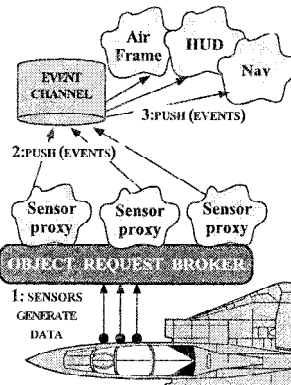 Air
Frame
HUD
Nav
EVENT
CHANNEL
3:PUSH (EVENTS)
2:PUSH (EVENTS)
Sensor
proxy
Sensor
proxy
Sensor
proxy
OBJECT REQUEST BROKER
1: SENSORS
GENERATE
DATA